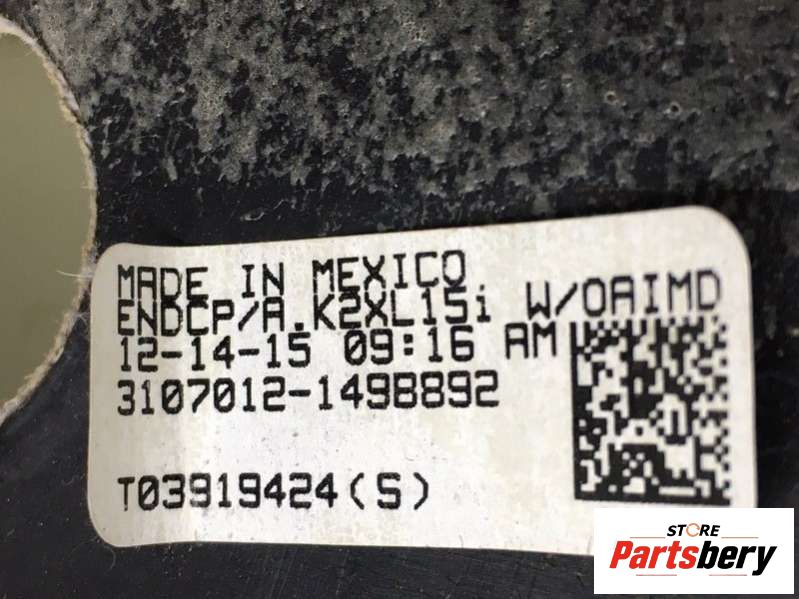 MADE IN MEXICO
ENDCP/A.K2XL15i W/OAIMD
12-14-15 09:16 AM
3107012-1498892
T03919424(S)
STORE
Partsbery